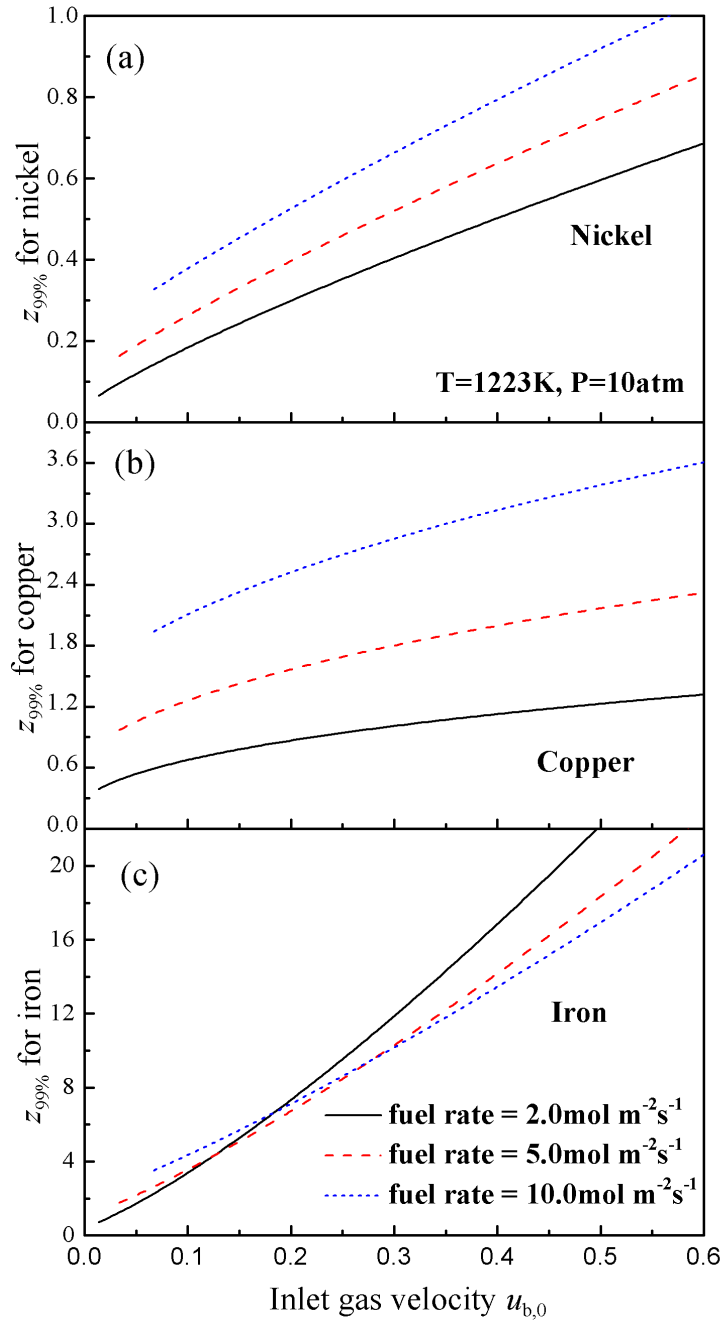 1.0
(a)
0.8
0.6
z99% for nickel
Nickel
0.4
0.2
T=1223K, P=10atm
0.0
3.6
(b)
3.0
2.4
z99% for copper
1.8
1.2
Copper
0.6
0.0
20
(c)
16
12
z99% for iron
Iron
8
fuel rate = 2.0mol m-2s-1
4
fuel rate = 5.0mol m-2s-1
fuel rate = 10.0mol m-2s-1
0
0.0 0.1 0.2 0.3 0.4 0.5 0.6
Inlet gas velocity ub,0